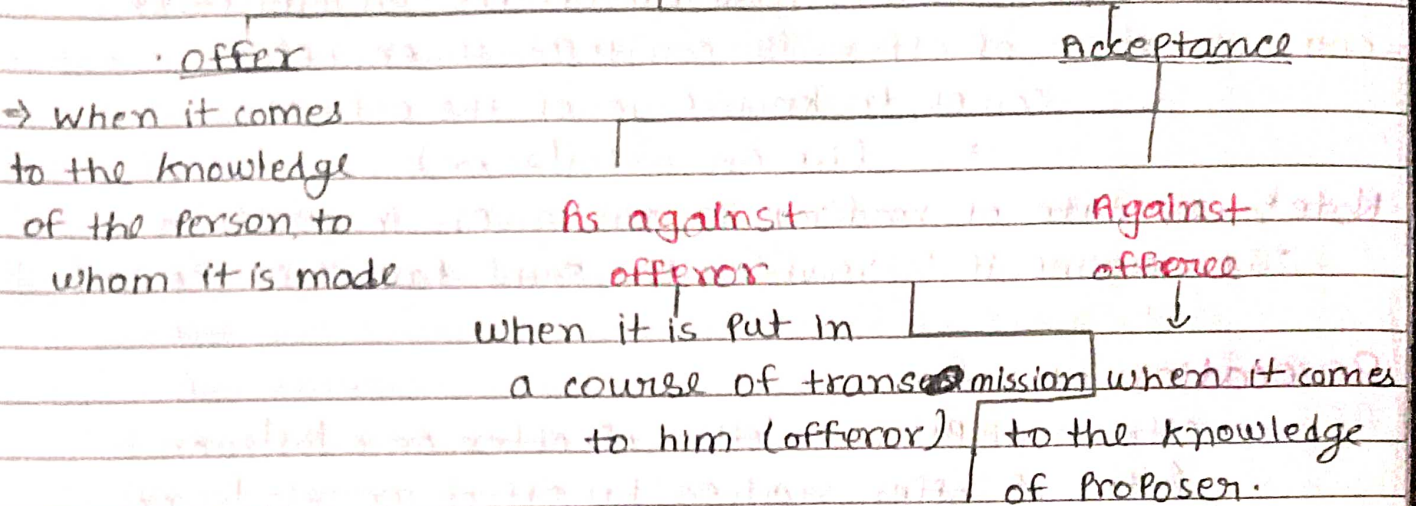 offer
Ackeptance
⇒ When it comes
to the knowledge
of the person to
whom it is made
As against
offeror
when it is put in
a course of transmission
to him (offeror)
Against
offeree
when it comes
to the knowledge
of Proposer.